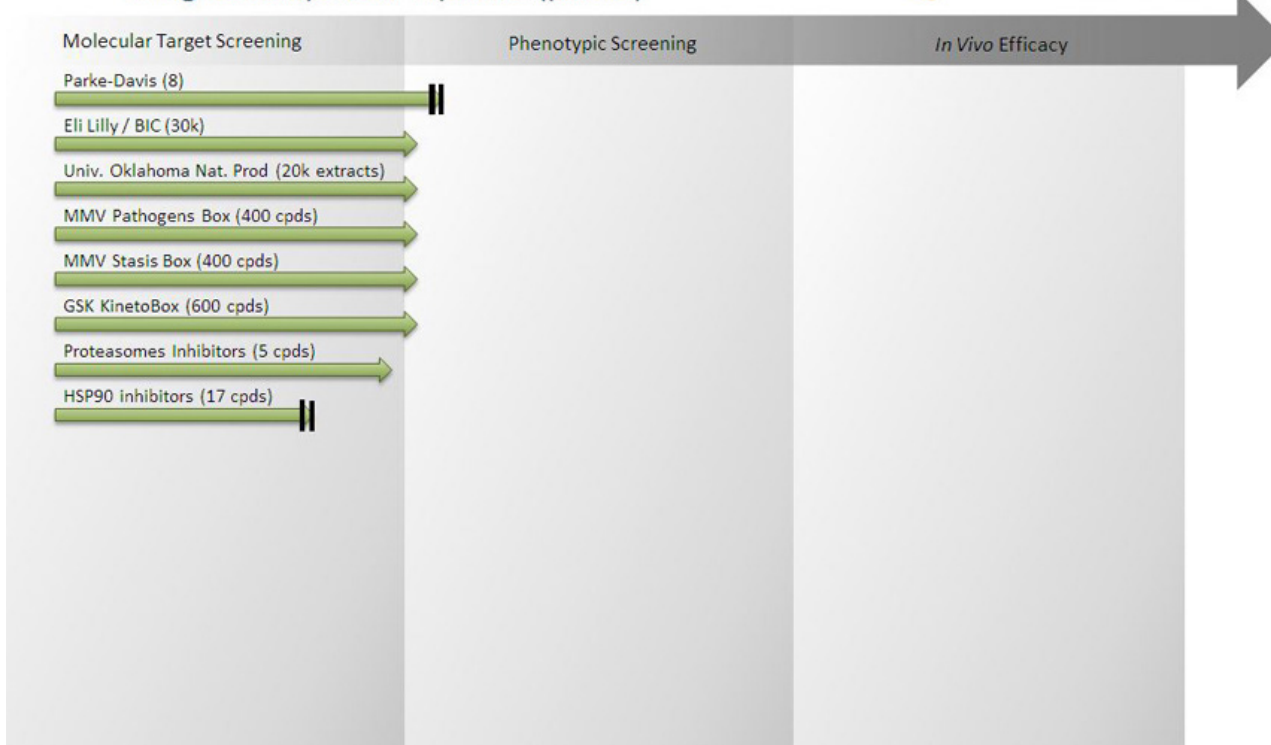 Molecular Target Screening
Phenotypic Screening
In Vivo Efficacy
Parke-Davis (8)
Eli Lilly / BIC (30k)
Univ. Oklahoma Nat. Prod (20k extracts)
MMV Pathogens Box (400 cpds)
MMV Stasis Box (400 cpds)
GSK KinetoBox (600 cpds)
Proteasomes Inhibitors (5 cpds)
HSP90 inhibitors (17 cpds)